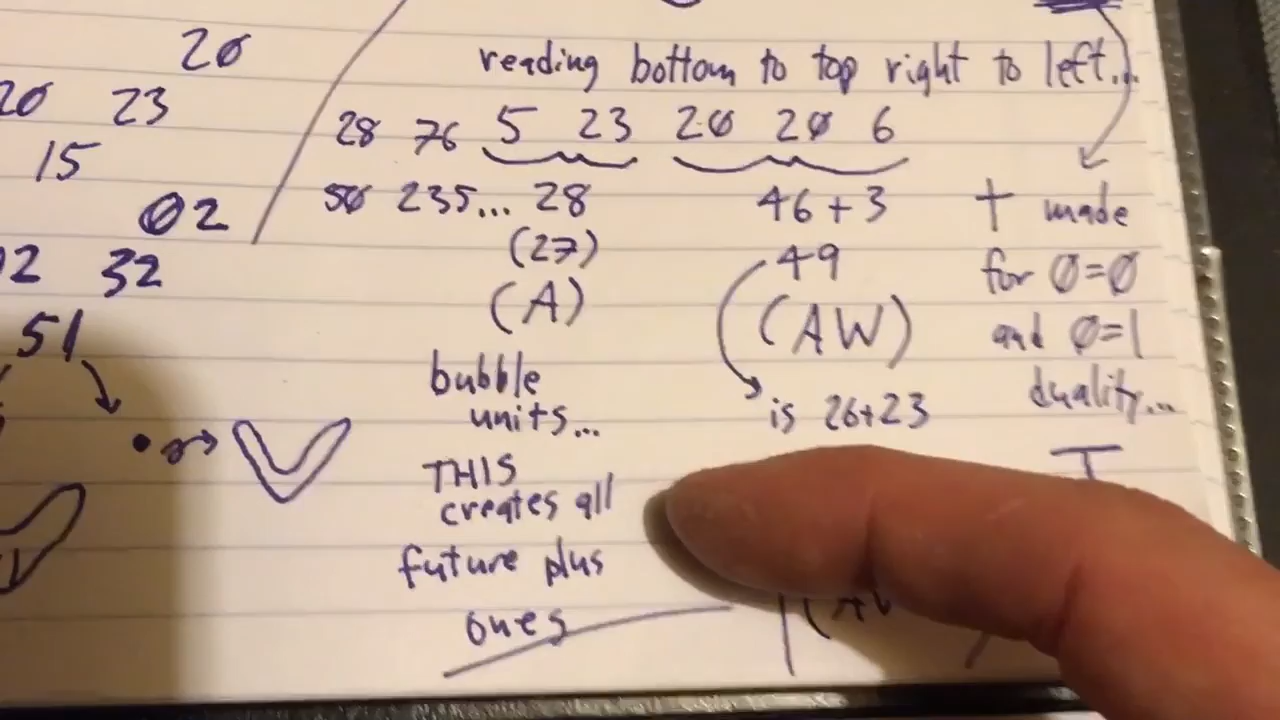 20
20 23
15
02
02 32
51
reading bottom to top right to left...
28 76 5 23 20 20 6
50 235... 28 46+3
(27) 49
(A) (AW)
bubble
units... is 26+23
THIS
creates all
future plus
ones
+ made
for 0=0
and 0=1
duality...
I